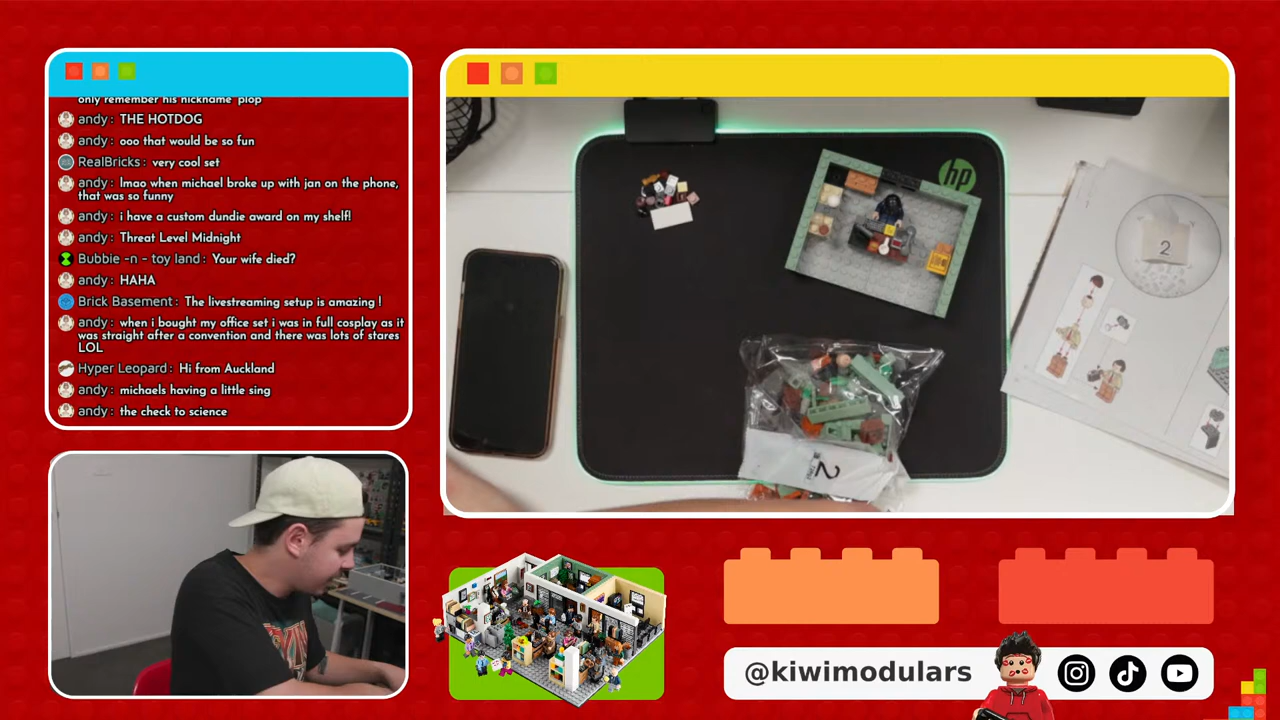 only remember his nickname 'plop'
andy: THE HOTDOG
andy: ooo that would be so fun
RealBricks: very cool set
andy: lmao when michael broke up with jan on the phone,
that was so funny
andy: i have a custom dundie award on my shelf!
andy: Threat Level Midnight
Bubbie -n - toy land: Your wife died?
andy: HAHA
Brick Basement: The livestreaming setup is amazing !
andy: when i bought my office set i was in full cosplay as it
was straight after a convention and there was lots of stares
LOL
Hyper Leopard: Hi from Auckland
andy: michaels having a little sing
andy: the check to science
hp
2
2
@kiwimodulars